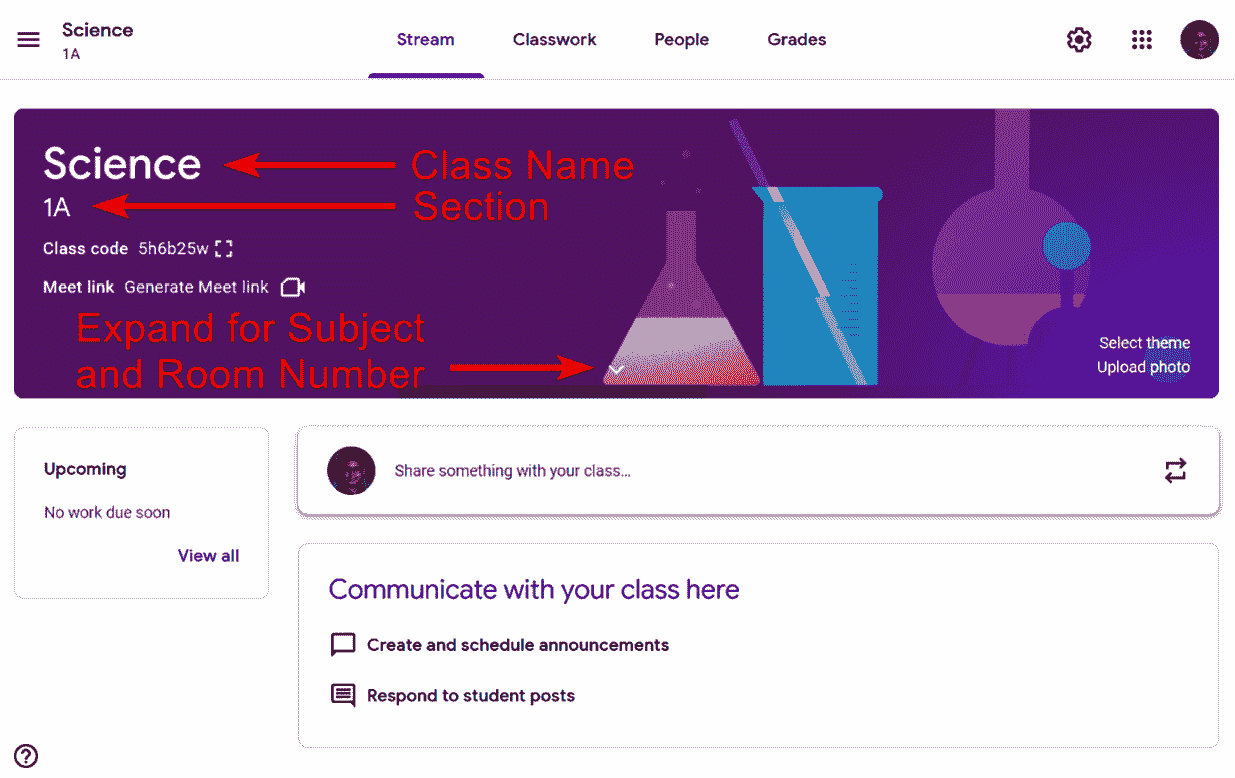 Science
1A
Stream Classwork People Grades
Science
Class Name
1A
Section
Class code 5h6b25w
Meet link Generate Meet link
Expand for Subject
and Room Number
Select theme
Upload photo
Upcoming
No work due soon
View all
Share something with your class...
Communicate with your class here
Create and schedule announcements
Respond to student posts